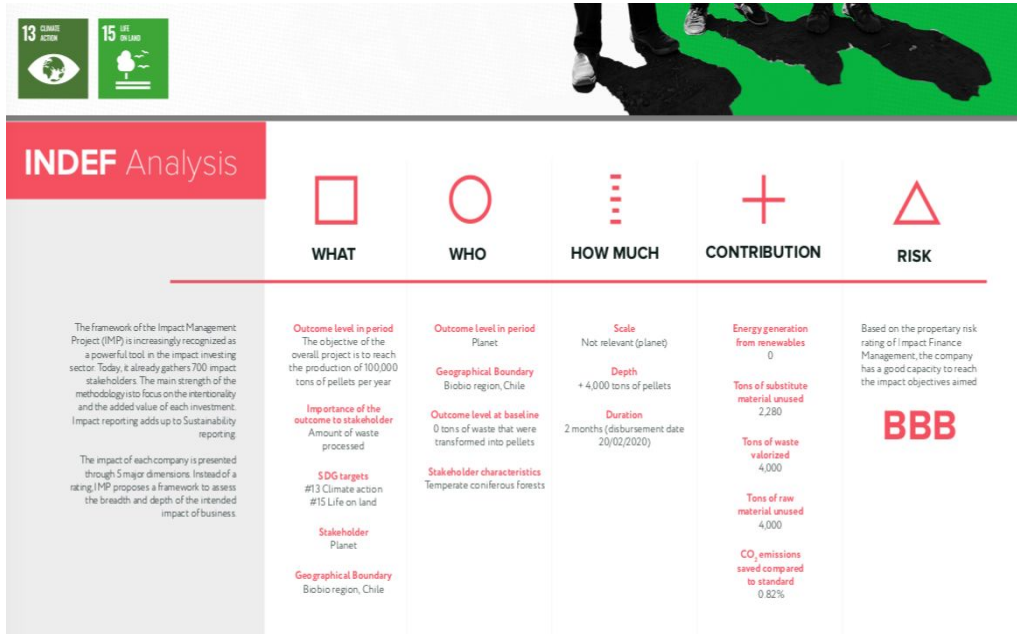 13 CLIMATE
ACTION
15 LIFE
ON LAND
INDEF Analysis
The framework of the Impact Management
Project (IMP) is increasingly recognized as
a powerful tool in the impact investing
sector. Today, it already gathers 700 impact
stakeholders. The main strength of the
methodology is to focus on the intentionality
and the added value of each investment.
Impact reporting adds up to Sustainability
reporting.
The impact of each company is presented
through 5 major dimensions. Instead of a
rating, IMP proposes a framework to assess
the breadth and depth of the intended
impact of business.
WHAT
Outcome level in period
The objective of the
overall project is to reach
the production of 100,000
tons of pellets per year
Importance of the
outcome to stakeholder
Amount of waste
processed
SDG targets
#13 Climate action
#15 Life on land
Stakeholder
Planet
Geographical Boundary
Biobio region, Chile
WHO
Outcome level in period
Planet
Geographical Boundary
Biobio region, Chile
Outcome level at baseline
0 tons of waste that were
transformed into pellets
Stakeholder characteristics
Temperate coniferous forests
HOW MUCH
Scale
Not relevant (planet)
Depth
+ 4,000 tons of pellets
Duration
2 months (disbursement date
20/02/2020)
CONTRIBUTION
Energy generation
from renewables
0
Tons of substitute
material unused
2,280
Tons of waste
valorized
4,000
Tons of raw
material unused
4,000
CO₂ emissions
saved compared
to standard
0.82%
RISK
Based on the propertary risk
rating of Impact Finance
Management, the company
has a good capacity to reach
the impact objectives aimed
BBB